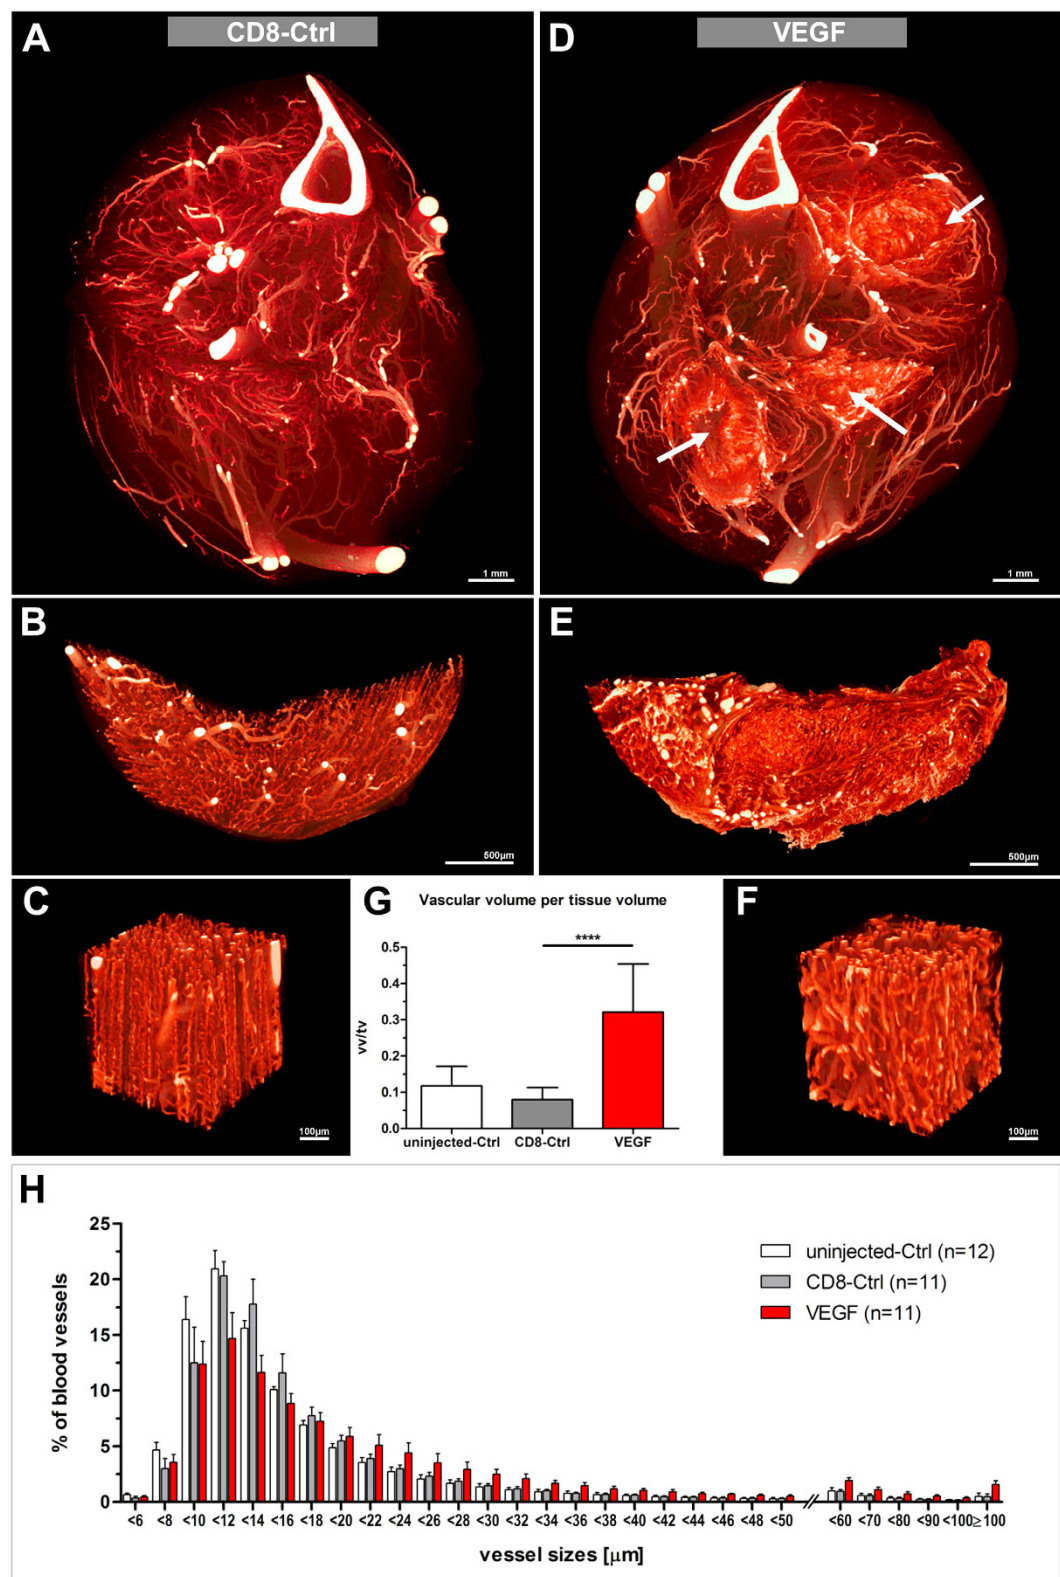 A
CD8-Ctrl
1 mm
D
VEGF
1 mm
B
500µm
E
500µm
C
100µm
G
Vascular volume per tissue volume
****
0.5
0.4
0.3
0.2
0.1
0.0
vv/tv
uninjected-Ctrl CD8-Ctrl VEGF
F
100µm
H
25
20
15
10
5
0
% of blood vessels
uninjected-Ctrl (n=12)
CD8-Ctrl (n=11)
VEGF (n=11)
<6 <8 <10 <12 <14 <16 <18 <20 <22 <24 <26 <28 <30 <32 <34 <36 <38 <40 <42 <44 <46 <48 <50 // <60 <70 <80 <90 <100 ≥100
vessel sizes [µm]